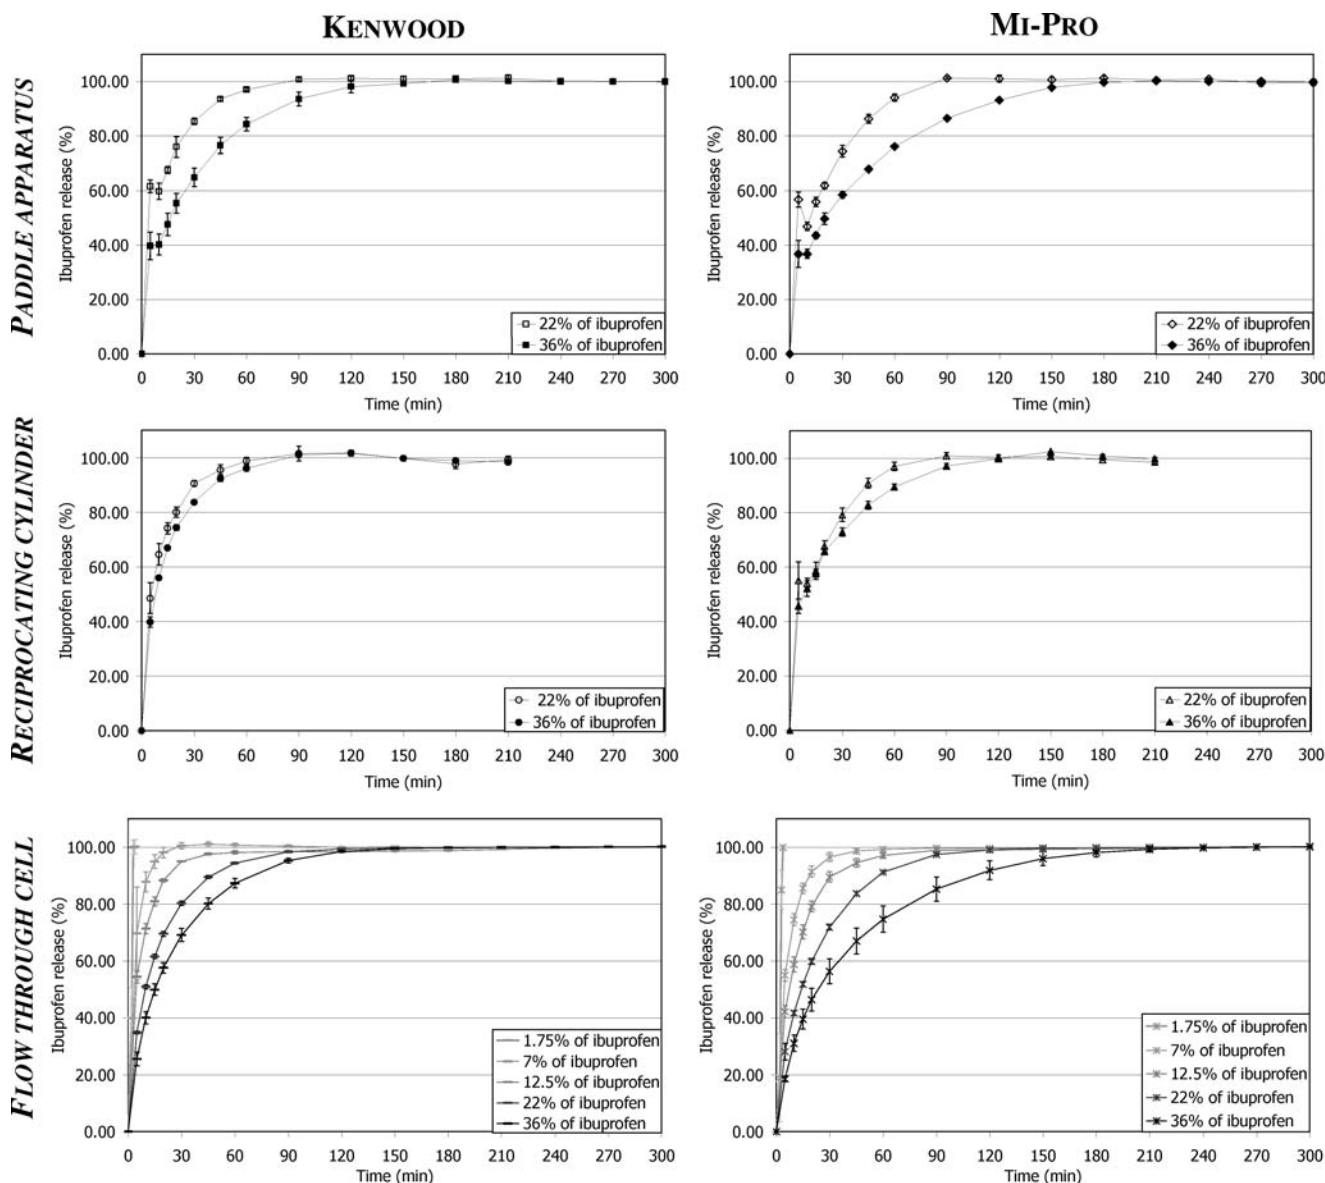 KENWOOD
MI-PRO
PADDLE APPARATUS
Ibuprofen release (%)
100.00
80.00
60.00
40.00
20.00
0.00
22% of ibuprofen
36% of ibuprofen
0 30 60 90 120 150 180 210 240 270 300
Time (min)
Ibuprofen release (%)
100.00
80.00
60.00
40.00
20.00
0.00
22% of ibuprofen
36% of ibuprofen
0 30 60 90 120 150 180 210 240 270 300
Time (min)
RECIPROCATING CYLINDER
Ibuprofen release (%)
100.00
80.00
60.00
40.00
20.00
0.00
22% of ibuprofen
36% of ibuprofen
0 30 60 90 120 150 180 210 240 270 300
Time (min)
Ibuprofen release (%)
100.00
80.00
60.00
40.00
20.00
0.00
22% of ibuprofen
36% of ibuprofen
0 30 60 90 120 150 180 210 240 270 300
Time (min)
FLOW THROUGH CELL
Ibuprofen release (%)
100.00
80.00
60.00
40.00
20.00
0.00
1.75% of ibuprofen
7% of ibuprofen
12.5% of ibuprofen
22% of ibuprofen
36% of ibuprofen
0 30 60 90 120 150 180 210 240 270 300
Time (min)
Ibuprofen release (%)
100.00
80.00
60.00
40.00
20.00
0.00
1.75% of ibuprofen
7% of ibuprofen
12.5% of ibuprofen
22% of ibuprofen
36% of ibuprofen
0 30 60 90 120 150 180 210 240 270 300
Time (min)